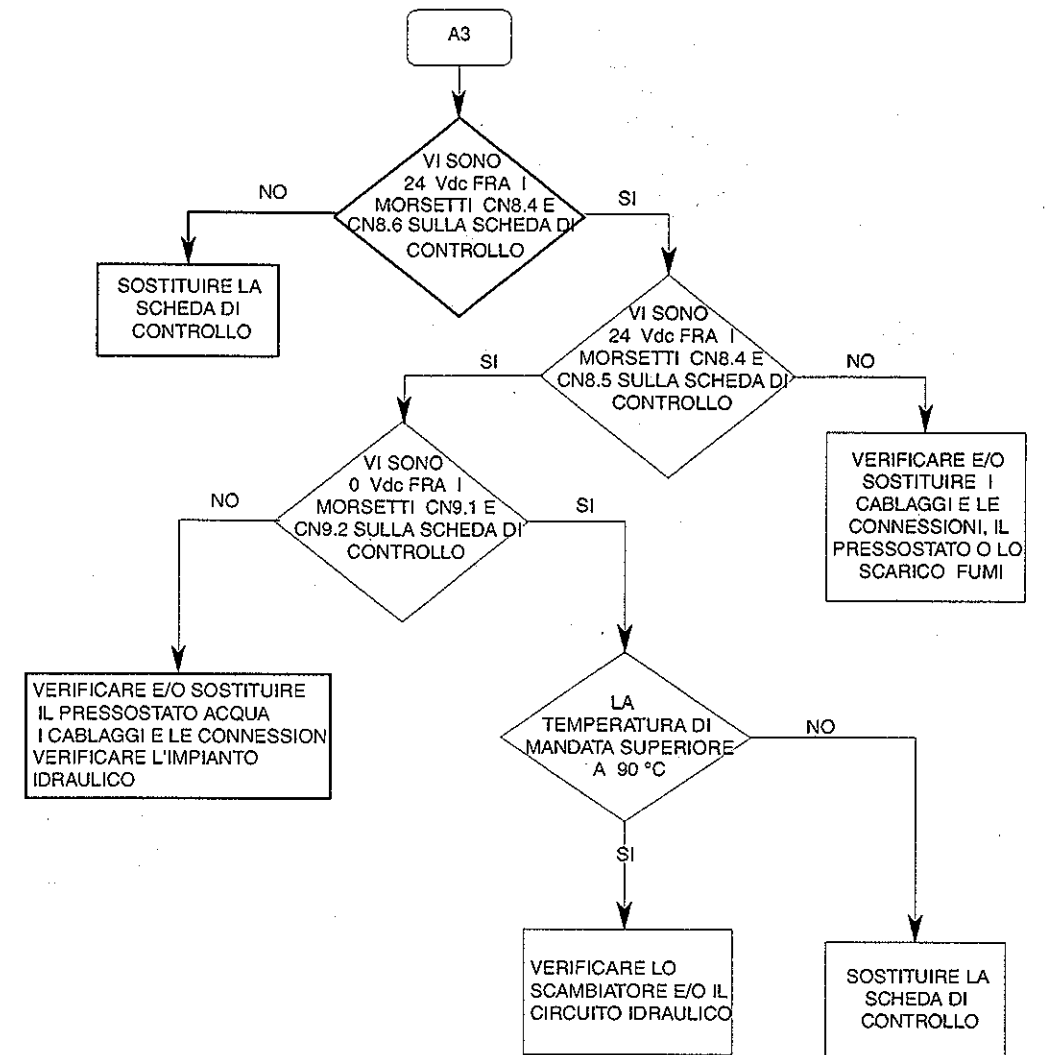 A3
VI SONO
24 Vdc FRA I
MORSETTI CN8.4 E
CN8.6 SULLA SCHEDA DI
CONTROLLO
NO
SI
SOSTITUIRE LA
SCHEDA DI
CONTROLLO
VI SONO
24 Vdc FRA I
MORSETTI CN8.4 E
CN8.5 SULLA SCHEDA DI
CONTROLLO
SI
NO
VERIFICARE E/O
SOSTITUIRE I
CABLAGGI E LE
CONNESSIONI, IL
PRESSOSTATO O LO
SCARICO FUMI
VI SONO
0 Vdc FRA I
MORSETTI CN9.1 E
CN9.2 SULLA SCHEDA DI
CONTROLLO
NO
SI
VERIFICARE E/O SOSTITUIRE
IL PRESSOSTATO ACQUA
I CABLAGGI E LE CONNESSION
VERIFICARE L'IMPIANTO
IDRAULICO
LA
TEMPERATURA DI
MANDATA SUPERIORE
A 90 °C
NO
SI
VERIFICARE LO
SCAMBIATORE E/O IL
CIRCUITO IDRAULICO
SOSTITUIRE LA
SCHEDA DI
CONTROLLO